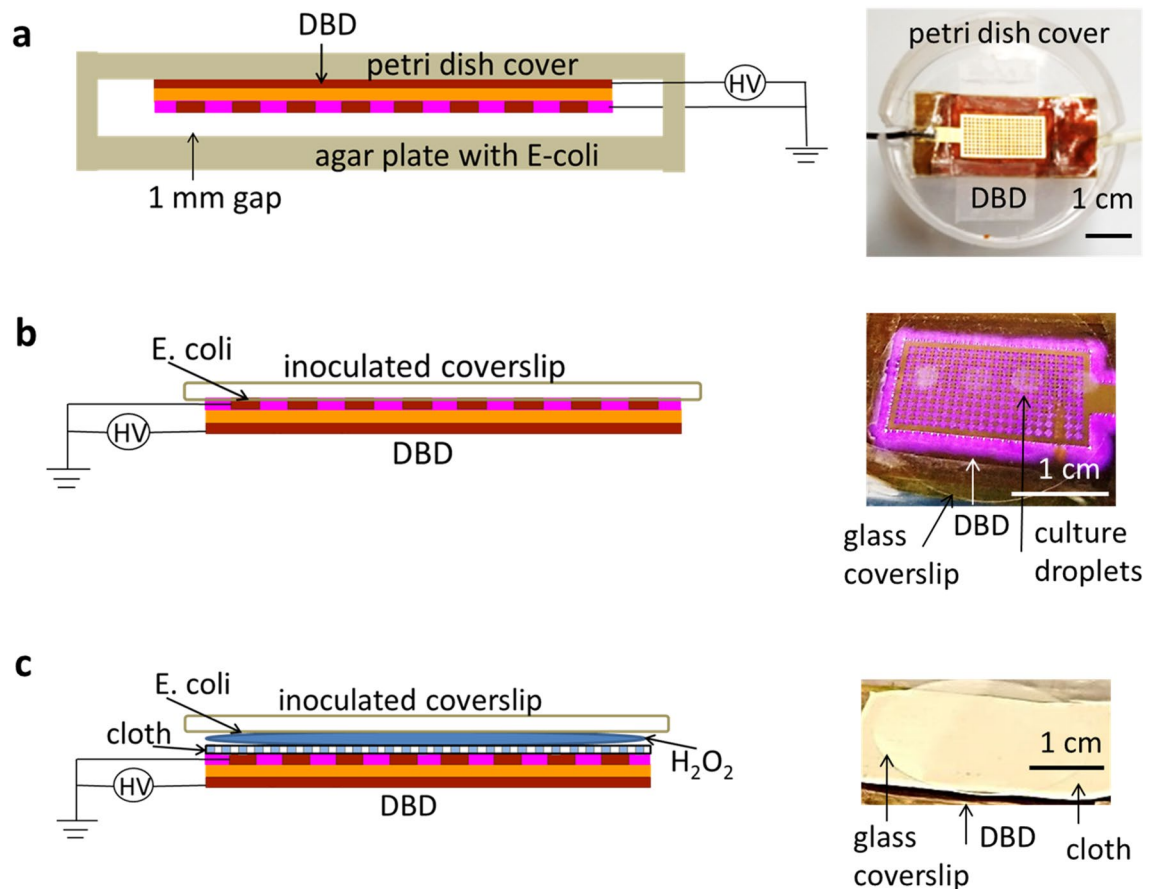 a
DBD
petri dish cover
HV
agar plate with E-coli
1 mm gap
petri dish cover
DBD
1 cm
b
E. coli
inoculated coverslip
HV
DBD
1 cm
glass
coverslip
DBD
culture
droplets
c
E. coli
inoculated coverslip
cloth
H₂O₂
HV
DBD
1 cm
glass
coverslip
DBD
cloth